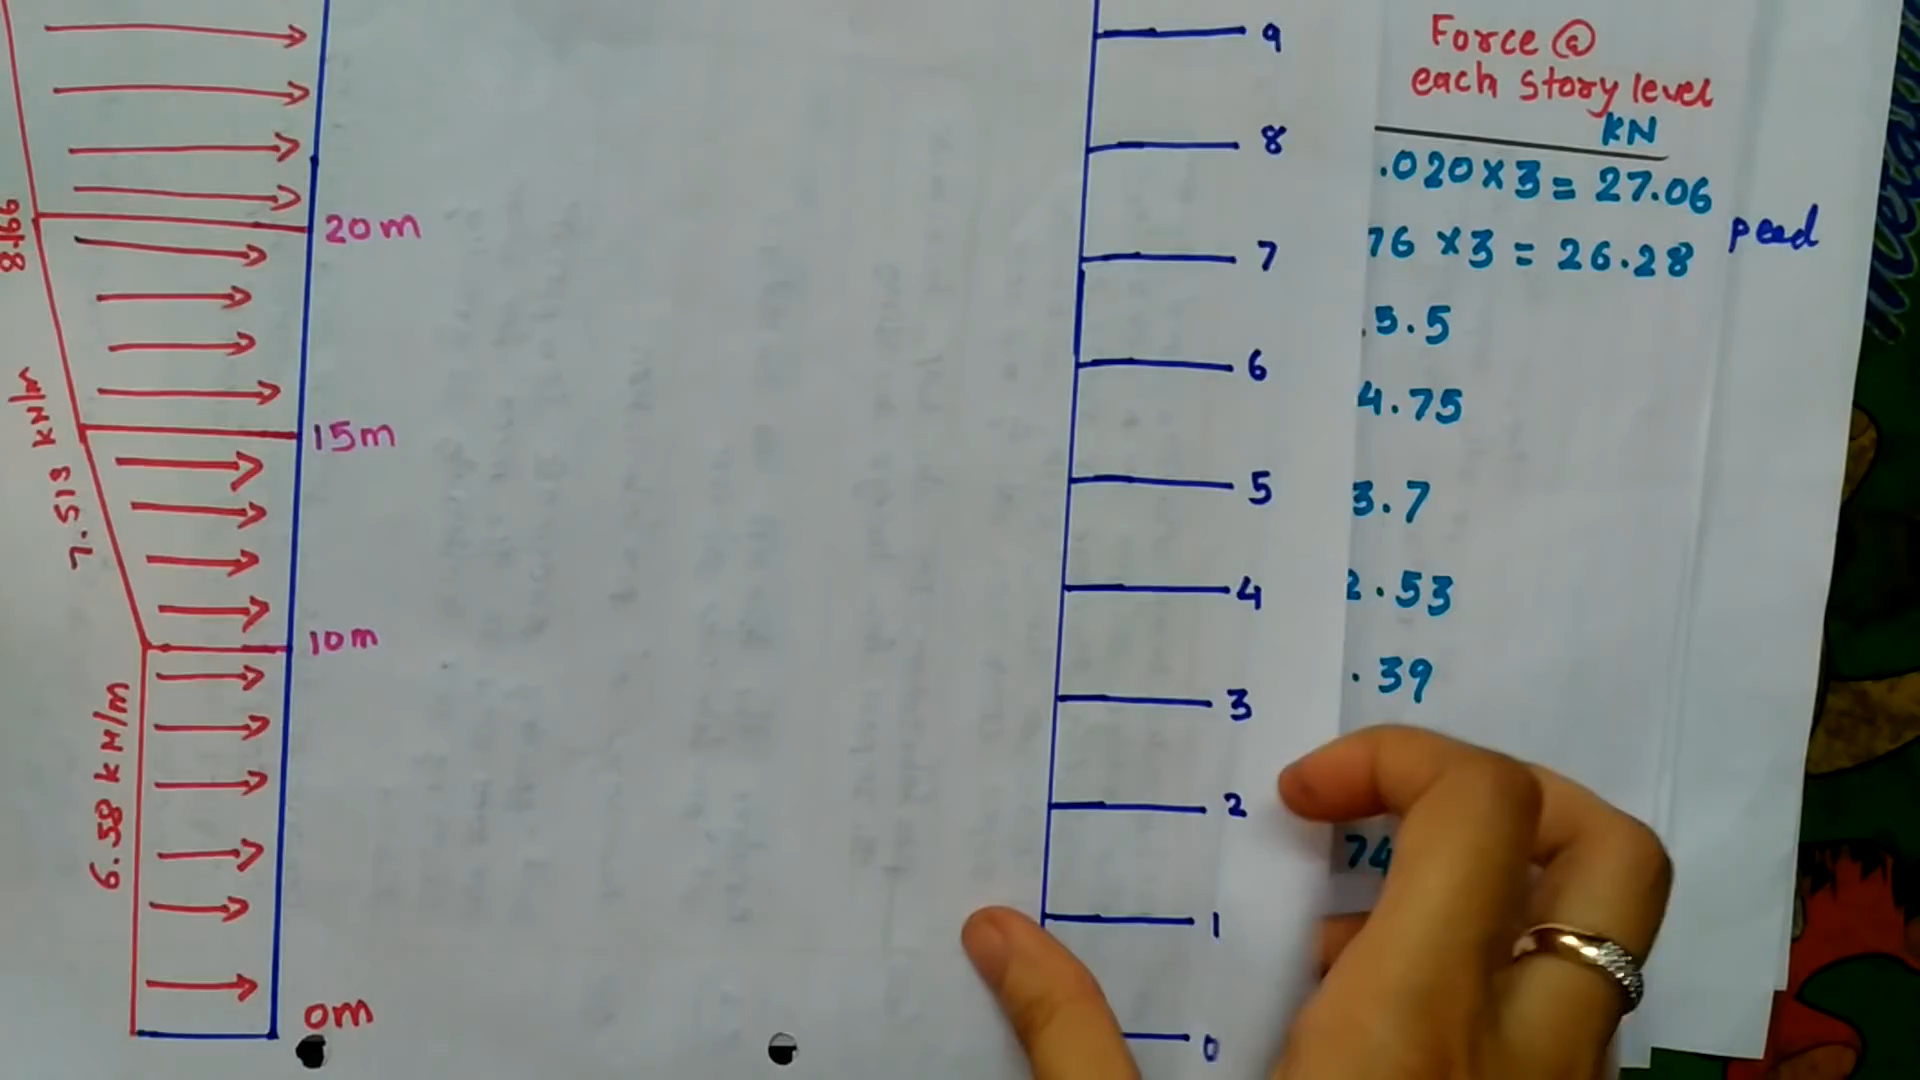 8.166
20m
7.513 KN/m
15m
10m
6.58 KN/m
0m
9
8
7
6
5
4
3
2
1
0
Force @
each story level
KN
.020×3 = 27.06
76 ×3 = 26.28
5.5
4.75
3.7
2.53
.39
74